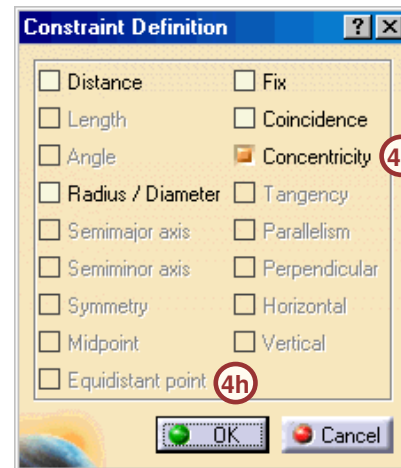 Constraint Definition ? X
Distance Fix
Length Coincidence
Angle Concentricity 4
Radius / Diameter Tangency
Semimajor axis Parallelism
Semiminor axis Perpendicular
Symmetry Horizontal
Midpoint Vertical
Equidistant point 4h
OK Cancel